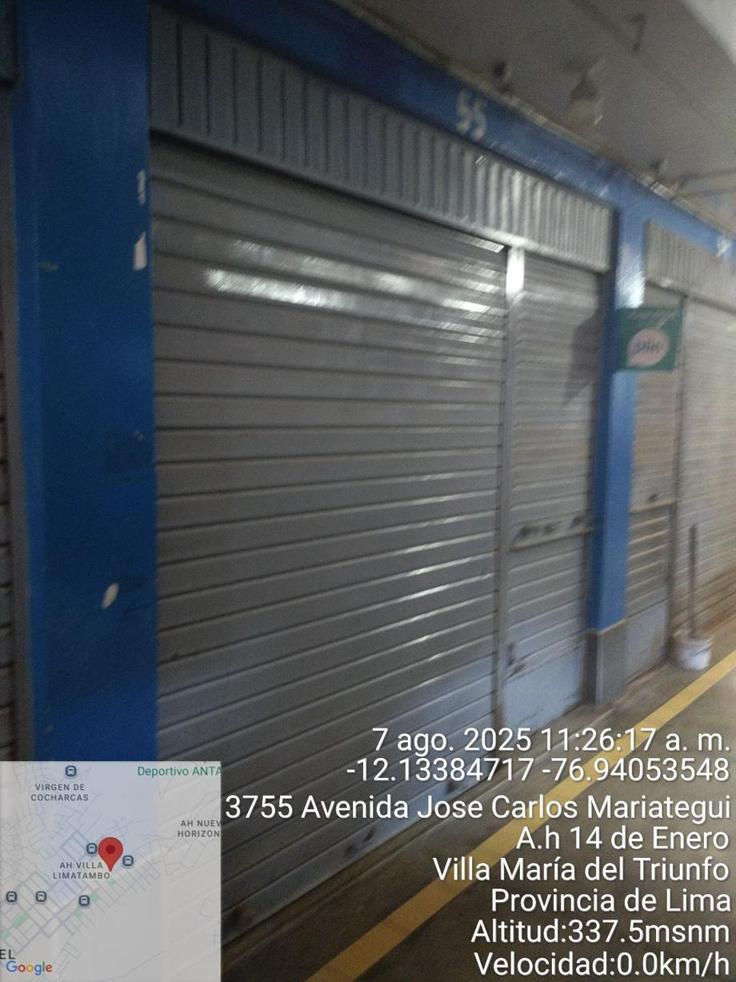 55
7 ago. 2025 11:26:17 a. m.
-12.13384717 -76.94053548
3755 Avenida Jose Carlos Mariategui
A.h 14 de Enero
Villa María del Triunfo
Provincia de Lima
Altitud:337.5msnm
Velocidad:0.0km/h
Deportivo ANTA
VIRGEN DE
COCHARCAS
AH NUEV
HORIZON
AH VILLA
LIMATAMBO
EL
Google